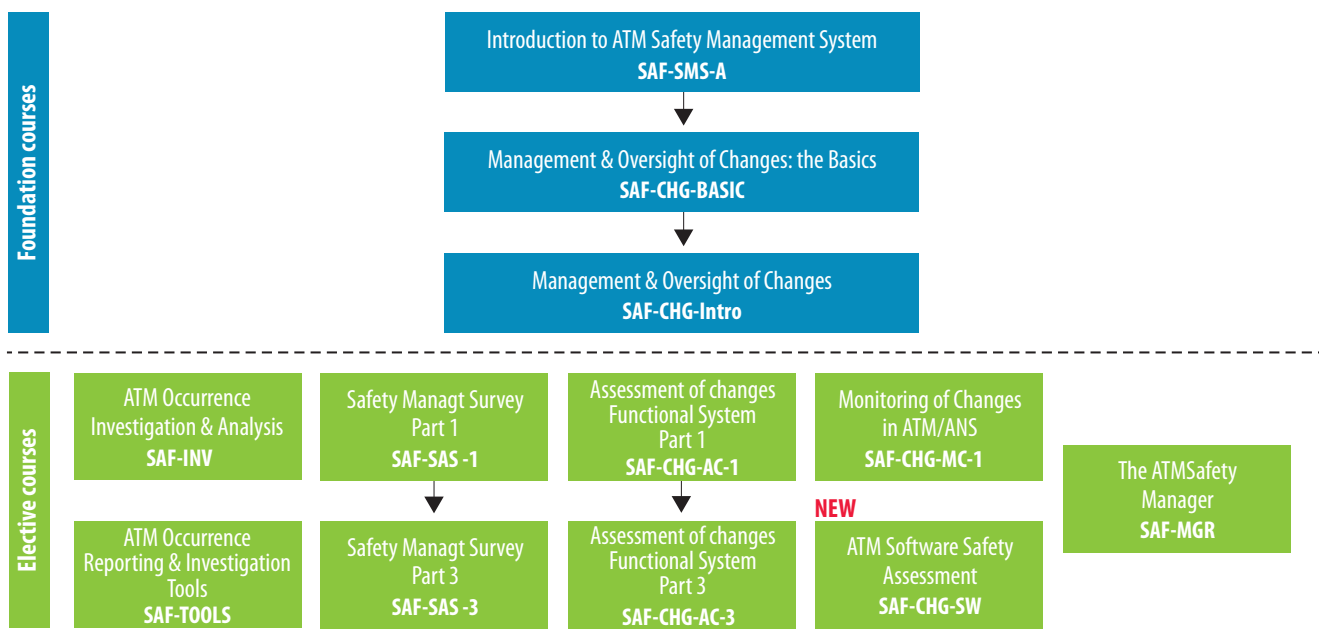 Foundation courses
Introduction to ATM Safety Management System
SAF-SMS-A
Management & Oversight of Changes: the Basics
SAF-CHG-BASIC
Management & Oversight of Changes
SAF-CHG-Intro
Elective courses
ATM Occurrence
Investigation & Analysis
SAF-INV
Safety Managt Survey
Part 1
SAF-SAS -1
Assessment of changes
Functional System
Part 1
SAF-CHG-AC-1
Monitoring of Changes
in ATM/ANS
SAF-CHG-MC-1
The ATMSafety
Manager
SAF-MGR
ATM Occurrence
Reporting & Investigation
Tools
SAF-TOOLS
Safety Managt Survey
Part 3
SAF-SAS -3
Assessment of changes
Functional System
Part 3
SAF-CHG-AC-3
NEW
ATM Software Safety
Assessment
SAF-CHG-SW